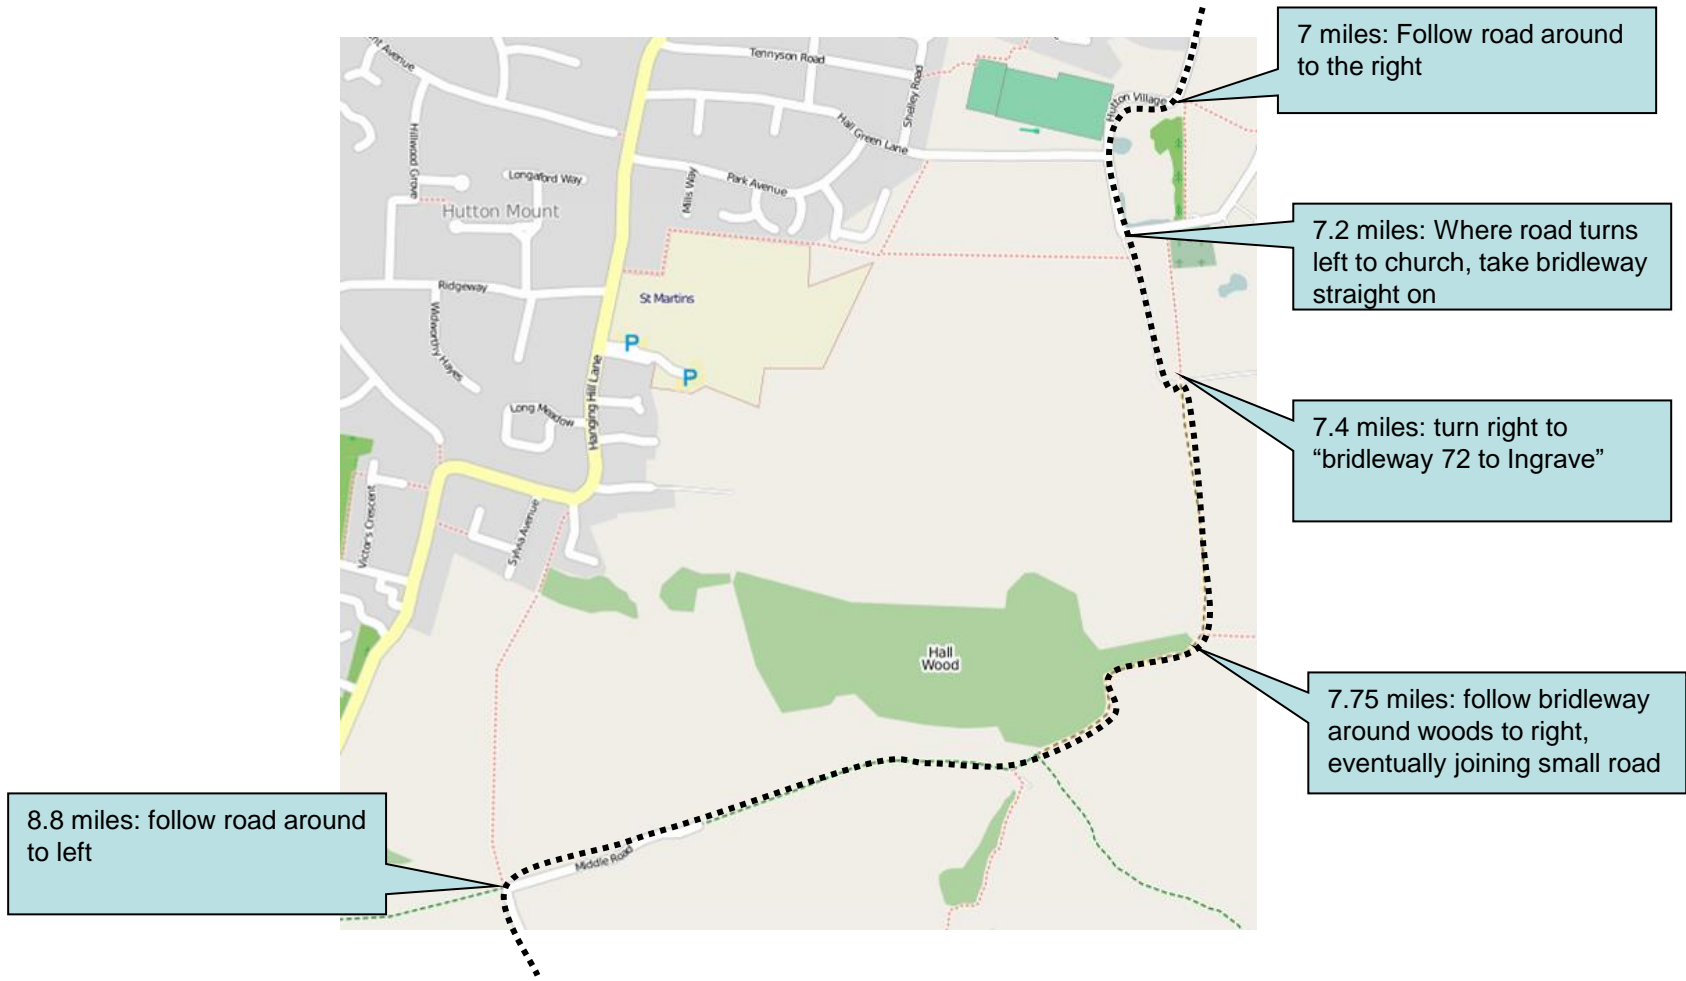 7 miles: Follow road around
to the right
Tennyson Road
Shelley Road
Hutton Village
Hall Green Lane
Hillwood Grove
Longaford Way
Hutton Mount
Mills Way
Park Avenue
7.2 miles: Where road turns
left to church, take bridleway
straight on
Ridgeway
St Martins
Widworthy Hayes
P
P
Hanging Hill Lane
Long Meadow
7.4 miles: turn right to
“bridleway 72 to Ingrave”
Victor's Crescent
Sylvia Avenue
Hall
Wood
7.75 miles: follow bridleway
around woods to right,
eventually joining small road
8.8 miles: follow road around
to left
Middle Road